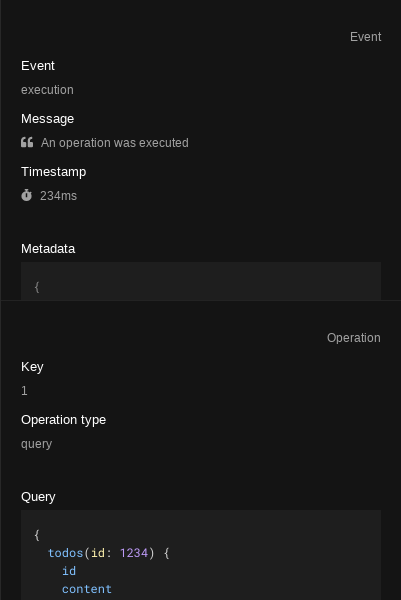 Event
Event
execution
Message
An operation was executed
Timestamp
234ms
Metadata
{
Operation
Key
1
Operation type
query
Query
{
  todos(id: 1234) {
    id
    content